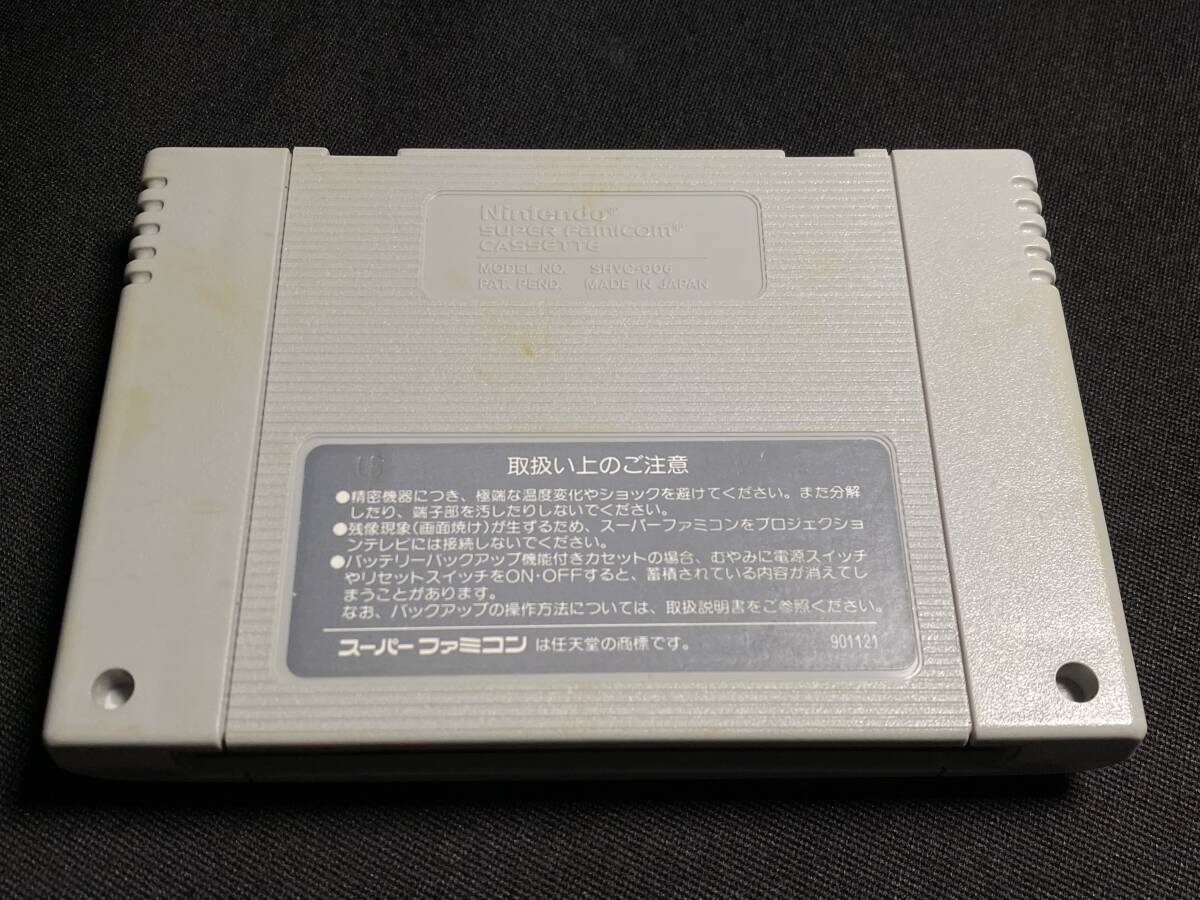 Nintendo®
SUPER FAMICOM®
CASSETTE
MODEL NO. SHVC-006
PAT. PEND. MADE IN JAPAN
取扱い上のご注意
●精密機器につき、極端な温度変化やショックを避けてください。また分解
したり、端子部を汚したりしないでください。
●残像現象(画面焼け)が生ずるため、スーパーファミコンをプロジェクショ
ンテレビには接続しないでください。
●バッテリーバックアップ機能付きカセットの場合、むやみに電源スイッチ
やリセットスイッチをON・OFFすると、蓄積されている内容が消えてし
まうことがあります。
なお、バックアップの操作方法については、取扱説明書をご参照ください。
スーパーファミコン は任天堂の商標です。 901121